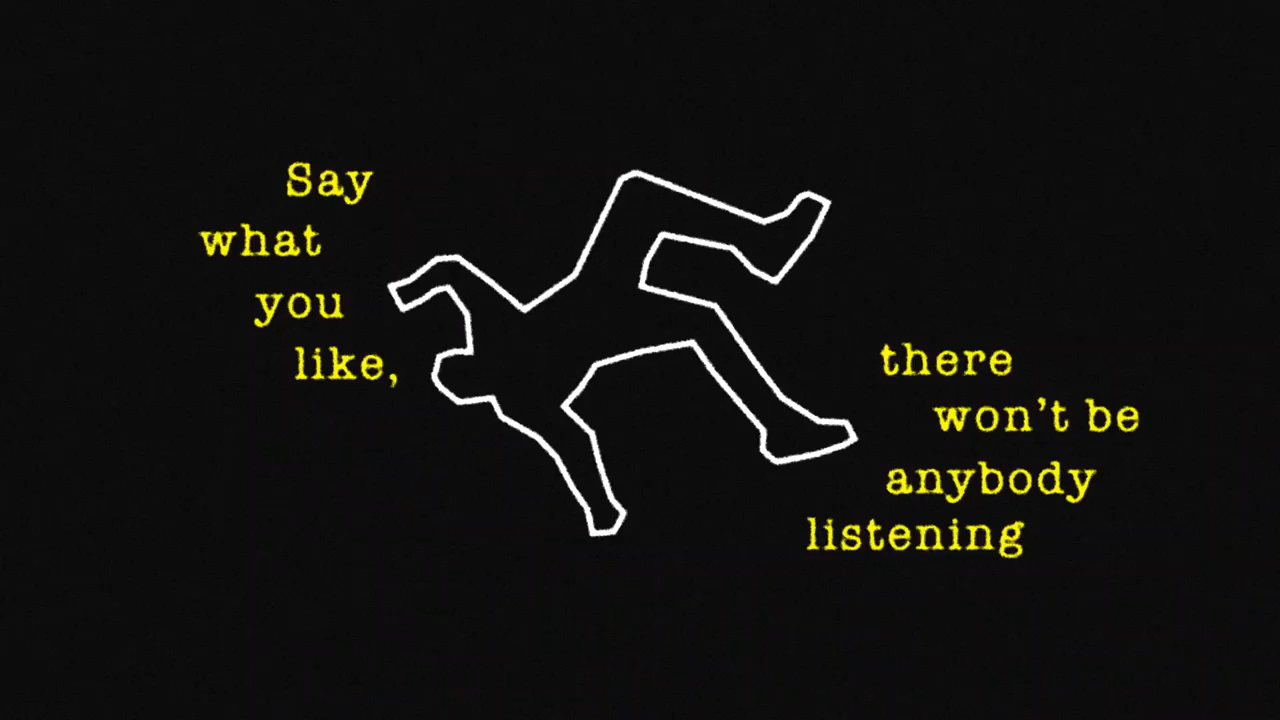 Say
what
you
like,
there
won't be
anybody
listening